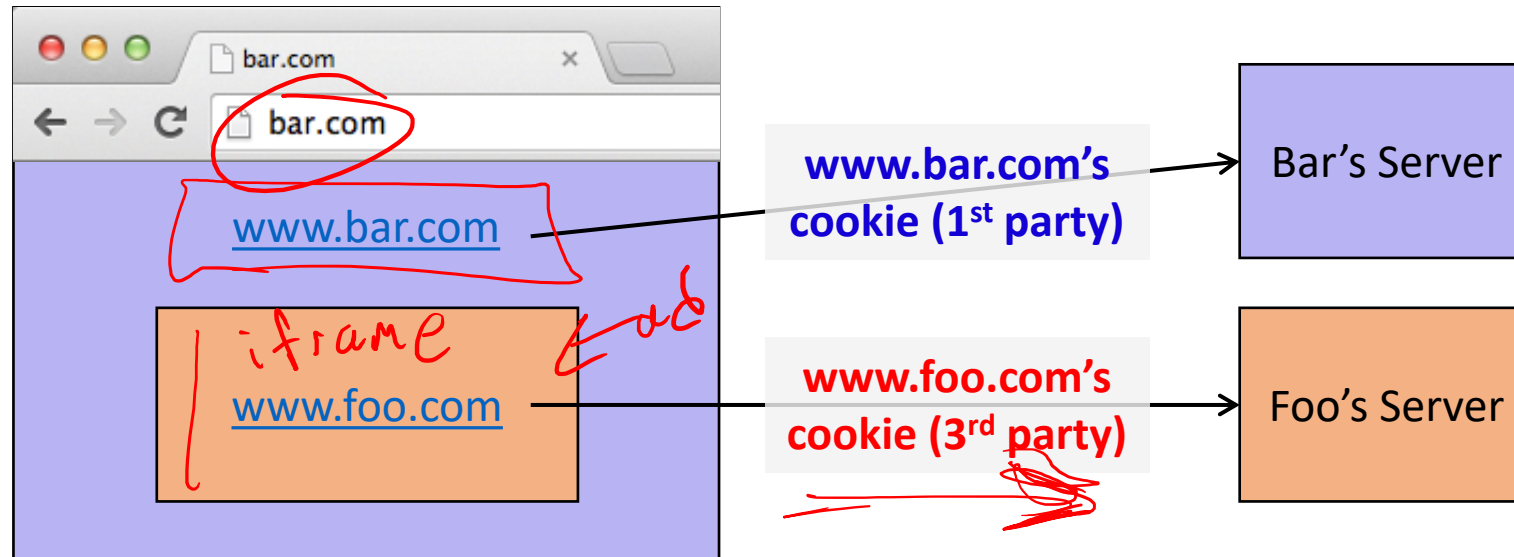 bar.com
bar.com
www.bar.com
iframe
ad
www.foo.com
www.bar.com's
cookie (1st party)
www.foo.com's
cookie (3rd party)
Bar's Server
Foo's Server